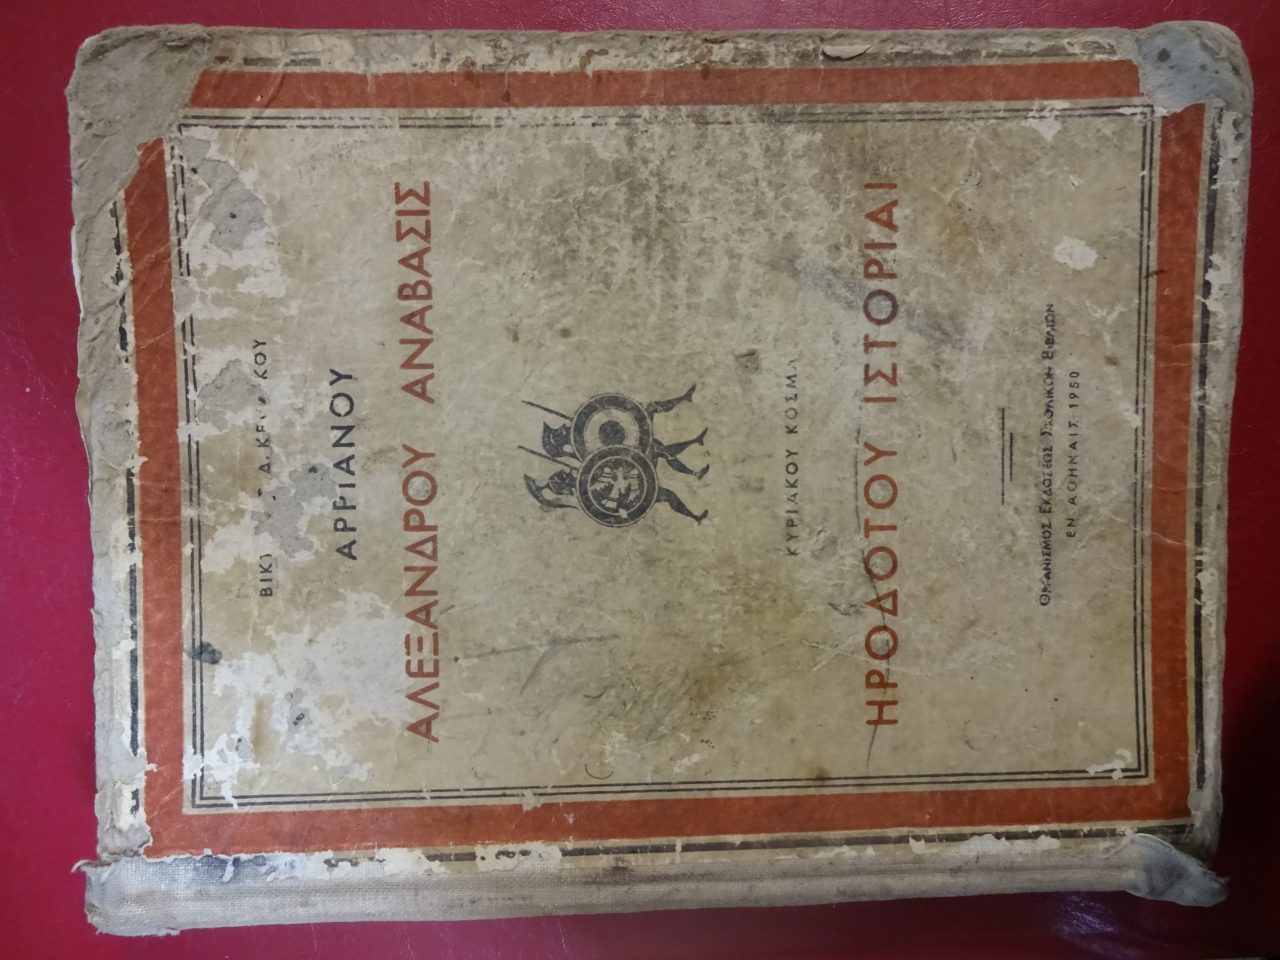 ΑΡΡΙΑΝΟΥ
ΑΛΕΞΑΝΔΡΟΥ ΑΝΑΒΑΣΙΣ
ΚΥΡΙΑΚΟΥ ΚΟΣΜΑ
ΗΡΟΔΟΤΟΥ ΙΣΤΟΡΙΑΙ
ΟΡΓΑΝΙΣΜΟΣ ΕΚΔΟΣΕΩΣ ΣΧΟΛΙΚΩΝ ΒΙΒΛΙΩΝ
ΕΝ ΑΘΗΝΑΙΣ 1950